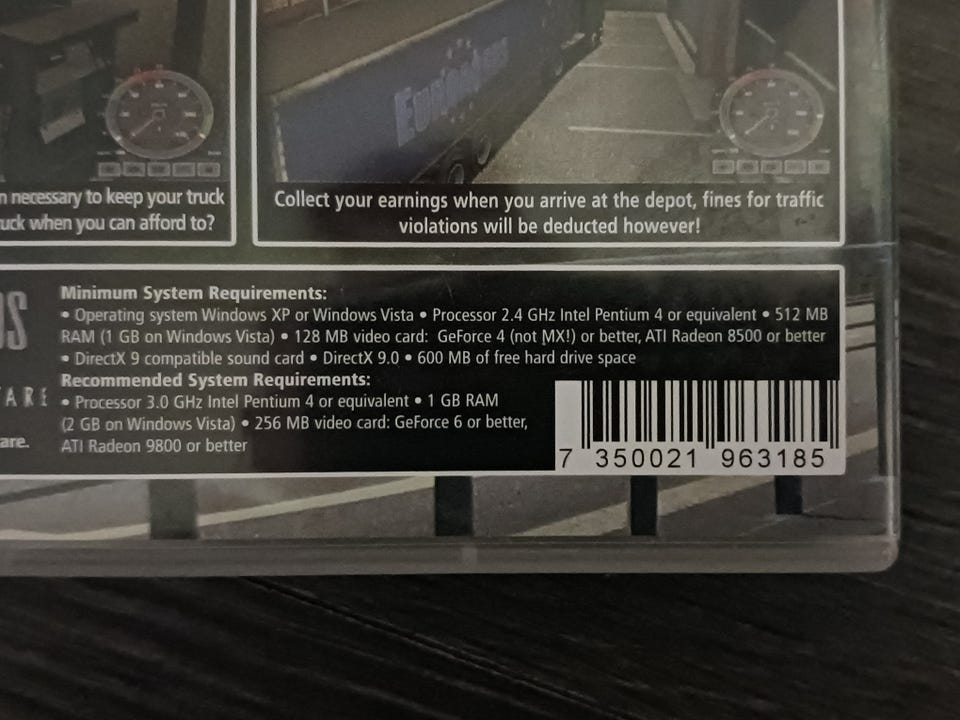 n necessary to keep your truck
uck when you can afford to?
Collect your earnings when you arrive at the depot, fines for traffic
violations will be deducted however!
OS
TARE
are.
Minimum System Requirements:
• Operating system Windows XP or Windows Vista • Processor 2.4 GHz Intel Pentium 4 or equivalent • 512 MB
RAM (1 GB on Windows Vista) • 128 MB video card: GeForce 4 (not MX!) or better, ATI Radeon 8500 or better
• DirectX 9 compatible sound card • DirectX 9.0 • 600 MB of free hard drive space
Recommended System Requirements:
• Processor 3.0 GHz Intel Pentium 4 or equivalent • 1 GB RAM
(2 GB on Windows Vista) • 256 MB video card: GeForce 6 or better,
ATI Radeon 9800 or better
7 350021 963185